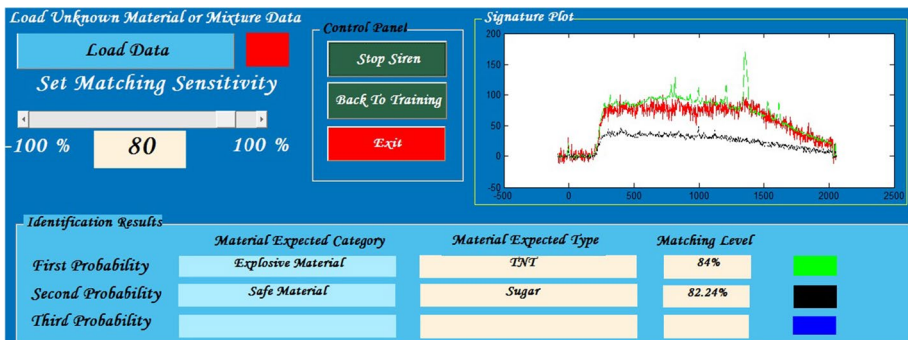 Load Unknown Material or Mixture Data
Load Data
Set Matching Sensitivity
-100 %
80
100 %
Control Panel
Stop Siren
Back To Training
Exit
Signature Plot
200
150
100
50
0
-50
-500
0
500
1000
1500
2000
2500
Identification Results
Material Expected Category
Material Expected Type
Matching Level
First Probability
Explosive Material
TNT
84%
Second Probability
Safe Material
Sugar
82.24%
Third Probability